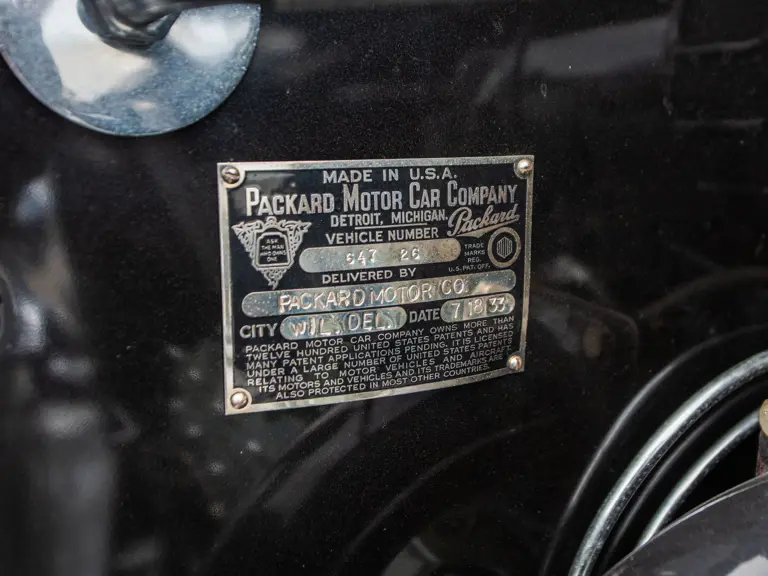 MADE IN U.S.A.
PACKARD MOTOR CAR COMPANY
DETROIT, MICHIGAN. Packard
VEHICLE NUMBER
ASK
THE MAN
WHO OWNS
ONE
647 26
TRADE
MARKS
REG.
U.S. PAT. OFF.
DELIVERED BY
PACKARD MOTOR CO
CITY WIL. DEL. DATE 7 18 33
PACKARD MOTOR CAR COMPANY OWNS MORE THAN
TWELVE HUNDRED UNITED STATES PATENTS AND HAS
MANY PATENT APPLICATIONS PENDING. IT IS LICENSED
UNDER A LARGE NUMBER OF UNITED STATES PATENTS
RELATING TO MOTOR VEHICLES AND AIRCRAFT.
ITS MOTORS AND VEHICLES AND ITS TRADEMARKS ARE
ALSO PROTECTED IN MOST OTHER COUNTRIES.